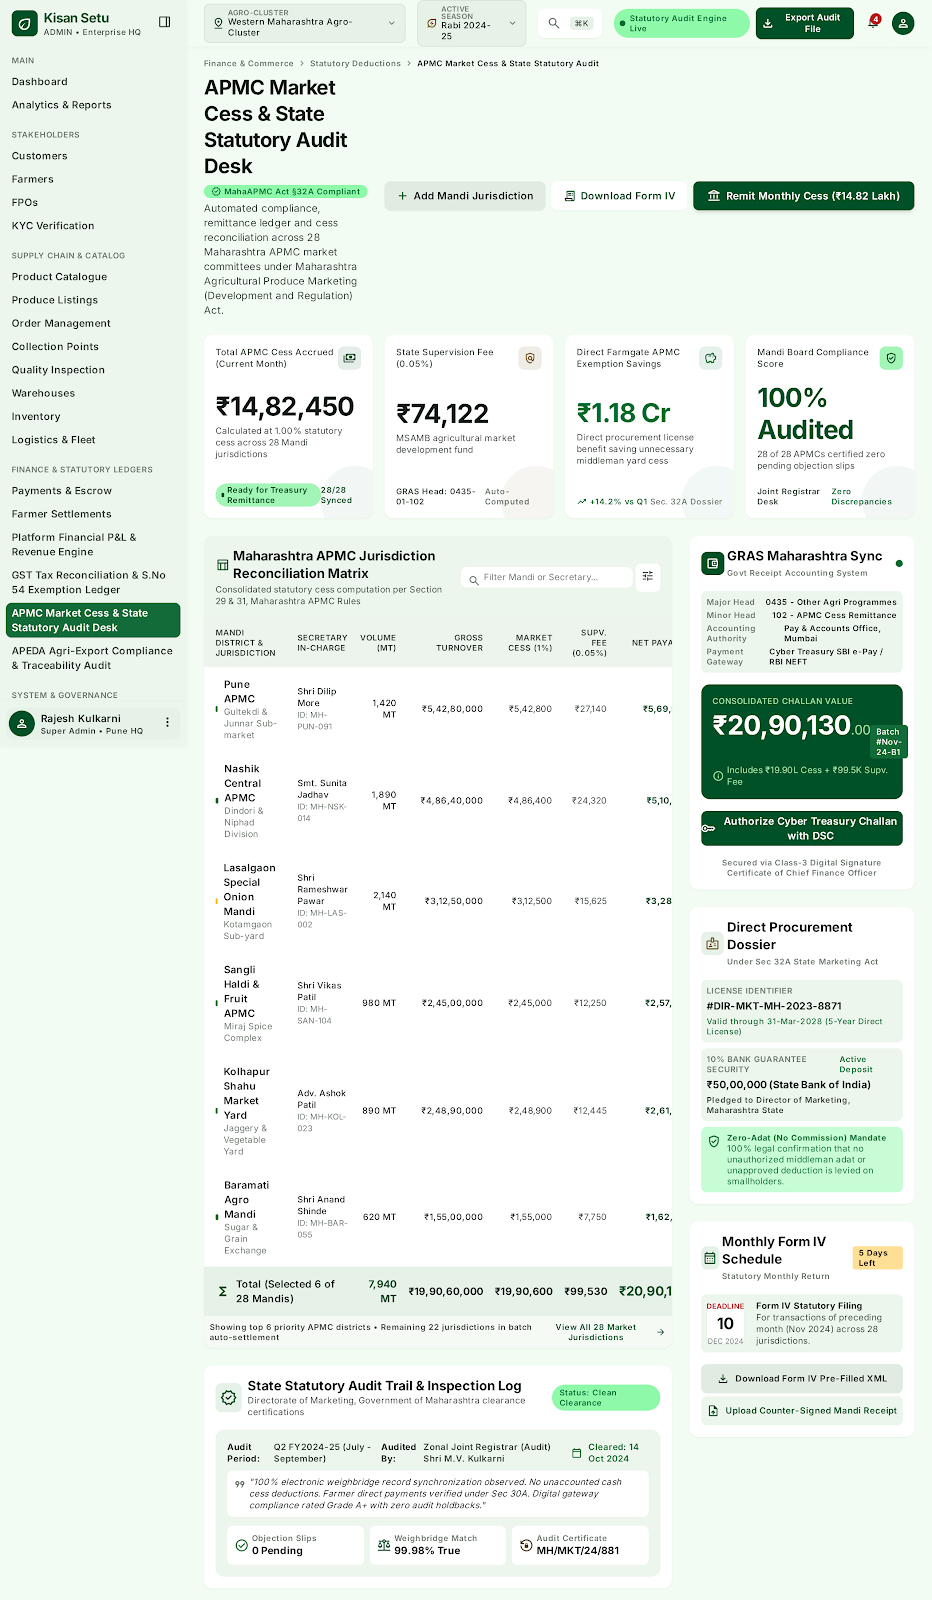 Kisan Setu
ADMIN • Enterprise HQ
MAIN
Dashboard
Analytics & Reports
STAKEHOLDERS
Customers
Farmers
FPOs
KYC Verification
SUPPLY CHAIN & CATALOG
Product Catalogue
Produce Listings
Order Management
Collection Points
Quality Inspection
Warehouses
Inventory
Logistics & Fleet
FINANCE & STATUTORY LEDGERS
Payments & Escrow
Farmer Settlements
Platform Financial P&L &
Revenue Engine
GST Tax Reconciliation & S.No
54 Exemption Ledger
APMC Market Cess & State
Statutory Audit Desk
APEDA Agri-Export Compliance
& Traceability Audit
SYSTEM & GOVERNANCE
Rajesh Kulkarni
Super Admin • Pune HQ
AGRO-CLUSTER
Western Maharashtra Agro-
Cluster
ACTIVE
SEASON
Rabi 2024-
25
⌘K
Statutory Audit Engine
Live
Export Audit
File
4
Finance & Commerce > Statutory Deductions > APMC Market Cess & State Statutory Audit
APMC Market
Cess & State
Statutory Audit
Desk
MahaAPMC Act §32A Compliant
Automated compliance,
remittance ledger and cess
reconciliation across 28
Maharashtra APMC market
committees under Maharashtra
Agricultural Produce Marketing
(Development and Regulation)
Act.
+ Add Mandi Jurisdiction
Download Form IV
Remit Monthly Cess (₹14.82 Lakh)
Total APMC Cess Accrued
(Current Month)
₹14,82,450
Calculated at 1.00% statutory
cess across 28 Mandi
jurisdictions
Ready for Treasury
Remittance
28/28
Synced
State Supervision Fee
(0.05%)
₹74,122
MSAMB agricultural market
development fund
GRAS Head: 0435-
01-102
Auto-
Computed
Direct Farmgate APMC
Exemption Savings
₹1.18 Cr
Direct procurement license
benefit saving unnecessary
middleman yard cess
+14.2% vs Q1 Sec. 32A Dossier
Mandi Board Compliance
Score
100%
Audited
28 of 28 APMCs certified zero
pending objection slips
Joint Registrar
Desk
Zero
Discrepancies
Maharashtra APMC Jurisdiction
Reconciliation Matrix
Consolidated statutory cess computation per Section
29 & 31, Maharashtra APMC Rules
Filter Mandi or Secretary...
MANDI
DISTRICT &
JURISDICTION
SECRETARY
IN-CHARGE
VOLUME
(MT)
GROSS
TURNOVER
MARKET
CESS (1%)
SUPV.
FEE
(0.05%)
NET PAYA
Pune
APMC
Gultekdi &
Junnar Sub-
market
Shri Dilip
More
ID: MH-
PUN-091
1,420
MT
₹5,42,80,000
₹5,42,800
₹27,140
₹5,69,
Nashik
Central
APMC
Dindori &
Niphad
Division
Smt. Sunita
Jadhav
ID: MH-NSK-
014
1,890
MT
₹4,86,40,000
₹4,86,400
₹24,320
₹5,10,
Lasalgaon
Special
Onion
Mandi
Kotamgaon
Sub-yard
Shri
Rameshwar
Pawar
ID: MH-LAS-
002
2,140
MT
₹3,12,50,000
₹3,12,500
₹15,625
₹3,28
Sangli
Haldi &
Fruit
APMC
Miraj Spice
Complex
Shri Vikas
Patil
ID: MH-
SAN-104
980 MT
₹2,45,00,000
₹2,45,000
₹12,250
₹2,57,
Kolhapur
Shahu
Market
Yard
Jaggery &
Vegetable
Yard
Adv. Ashok
Patil
ID: MH-KOL-
023
890 MT
₹2,48,90,000
₹2,48,900
₹12,445
₹2,61,
Baramati
Agro
Mandi
Sugar &
Grain
Exchange
Shri Anand
Shinde
ID: MH-BAR-
055
620 MT
₹1,55,00,000
₹1,55,000
₹7,750
₹1,62,
Σ Total (Selected 6 of
28 Mandis)
7,940
MT
₹19,90,60,000
₹19,90,600
₹99,530
₹20,90,1
Showing top 6 priority APMC districts • Remaining 22 jurisdictions in batch
auto-settlement
View All 28 Market
Jurisdictions →
State Statutory Audit Trail & Inspection Log
Directorate of Marketing, Government of Maharashtra clearance
certifications
Status: Clean
Clearance
Audit
Period:
Q2 FY2024-25 (July -
September)
Audited
By:
Zonal Joint Registrar (Audit)
Shri M.V. Kulkarni
Cleared: 14
Oct 2024
"100% electronic weighbridge record synchronization observed. No unaccounted cash
cess deductions. Farmer direct payments verified under Sec 30A. Digital gateway
compliance rated Grade A+ with zero audit holdbacks."
Objection Slips
0 Pending
Weighbridge Match
99.98% True
Audit Certificate
MH/MKT/24/881
GRAS Maharashtra Sync
Govt Receipt Accounting System
Major Head 0435 - Other Agri Programmes
Minor Head 102 - APMC Cess Remittance
Accounting
Authority
Pay & Accounts Office,
Mumbai
Payment
Gateway
Cyber Treasury SBI e-Pay /
RBI NEFT
CONSOLIDATED CHALLAN VALUE
₹20,90,130.00
Batch
#Nov-
24-B1
Includes ₹19.90L Cess + ₹99.5K Supv.
Fee
Authorize Cyber Treasury Challan
with DSC
Secured via Class-3 Digital Signature
Certificate of Chief Finance Officer
Direct Procurement
Dossier
Under Sec 32A State Marketing Act
LICENSE IDENTIFIER
#DIR-MKT-MH-2023-8871
Valid through 31-Mar-2028 (5-Year Direct
License)
10% BANK GUARANTEE
SECURITY
Active
Deposit
₹50,00,000 (State Bank of India)
Pledged to Director of Marketing,
Maharashtra State
Zero-Adat (No Commission) Mandate
100% legal confirmation that no
unauthorized middleman adat or
unapproved deduction is levied on
smallholders.
Monthly Form IV
Schedule
Statutory Monthly Return
5 Days
Left
DEADLINE
10
DEC 2024
Form IV Statutory Filing
For transactions of preceding
month (Nov 2024) across 28
jurisdictions.
Download Form IV Pre-Filled XML
Upload Counter-Signed Mandi Receipt